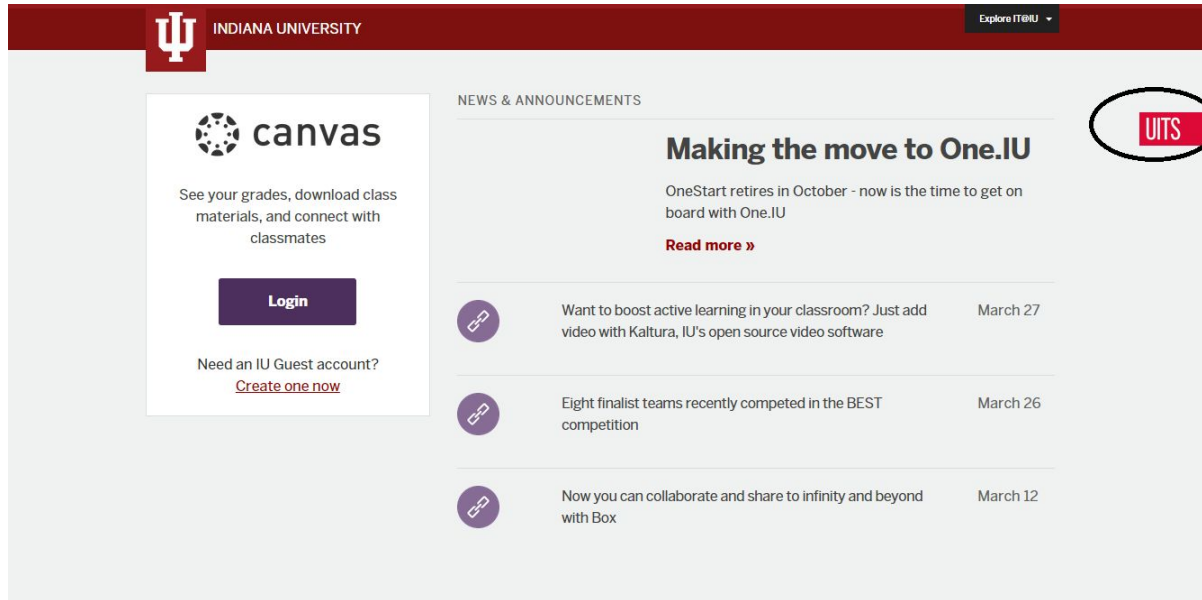 INDIANA UNIVERSITY
Explore IT@IU
canvas
See your grades, download class
materials, and connect with
classmates
Login
Need an IU Guest account?
Create one now
NEWS & ANNOUNCEMENTS
Making the move to One.IU
OneStart retires in October - now is the time to get on
board with One.IU
Read more »
Want to boost active learning in your classroom? Just add
video with Kaltura, IU's open source video software
March 27
Eight finalist teams recently competed in the BEST
competition
March 26
Now you can collaborate and share to infinity and beyond
with Box
March 12
UITS